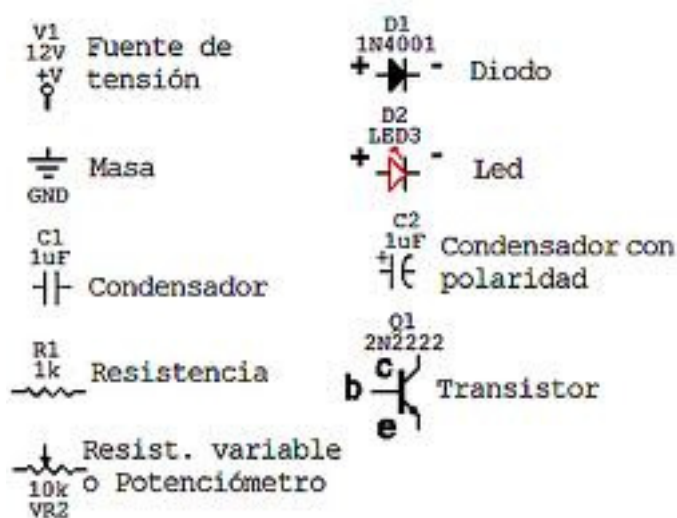 V1
12V
+V
Fuente de
tensión
GND
Masa
C1
1uF
Condensador
R1
1k
Resistencia
Resist. variable
o Potenciómetro
10k
VR2
D1
1N4001
+ -
Diodo
D2
LED3
+ -
Led
C2
1uF
+
Condensador con
polaridad
Q1
2N2222
c
b
e
Transistor